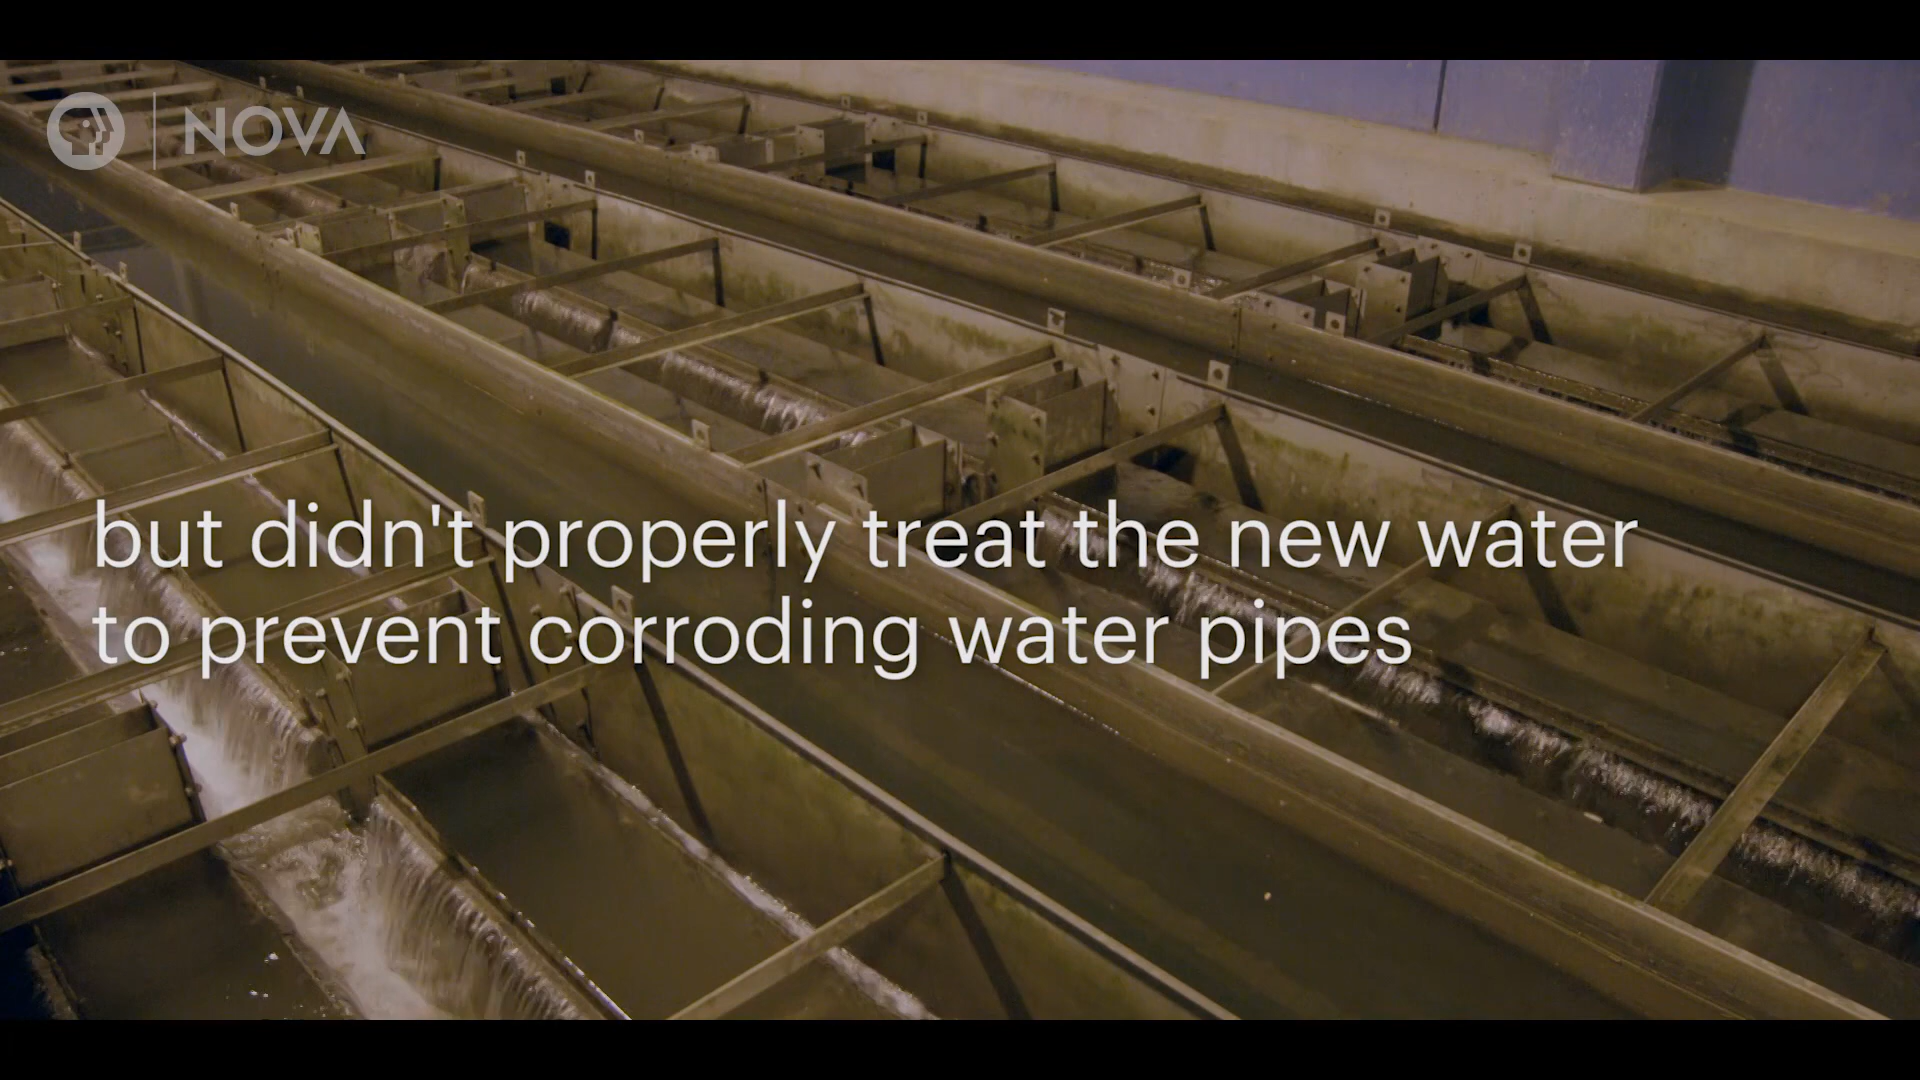 NOVA
but didn't properly treat the new water
to prevent corroding water pipes